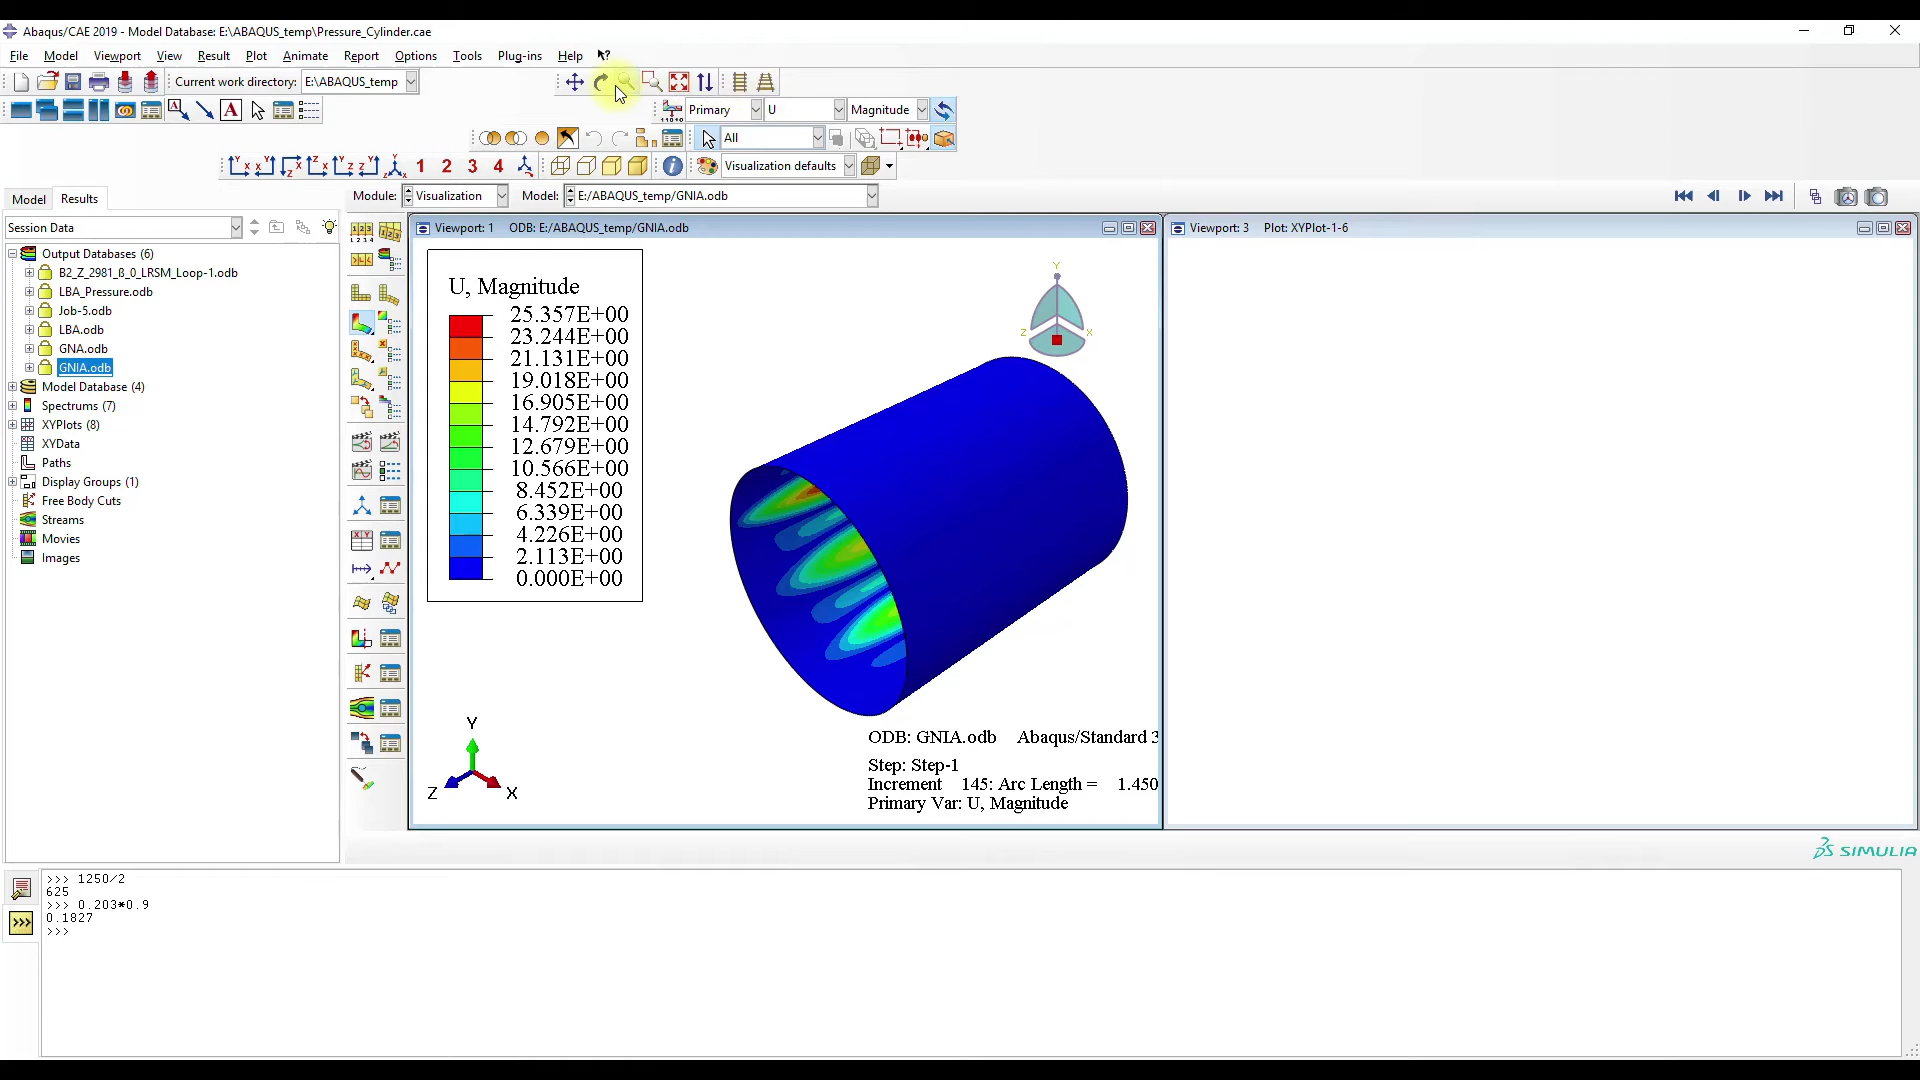 Abaqus/CAE 2019 - Model Database: E:\ABAQUS_temp\Pressure_Cylinder.cae
File Model Viewport View Result Plot Animate Report Options Tools Plug-ins Help
Current work directory: E:\ABAQUS_temp
Primary U Magnitude
All
1 2 3 4 Visualization defaults
Model Results Module: Visualization Model: E:/ABAQUS_temp/GNIA.odb
Session Data
Output Databases (6)
B2_Z_2981_ß_0_LRSM_Loop-1.odb
LBA_Pressure.odb
Job-5.odb
LBA.odb
GNA.odb
GNIA.odb
Model Database (4)
Spectrums (7)
XYPlots (8)
XYData
Paths
Display Groups (1)
Free Body Cuts
Streams
Movies
Images
Viewport: 1 ODB: E:/ABAQUS_temp/GNIA.odb
U, Magnitude
25.357E+00
23.244E+00
21.131E+00
19.018E+00
16.905E+00
14.792E+00
12.679E+00
10.566E+00
8.452E+00
6.339E+00
4.226E+00
2.113E+00
0.000E+00
Y
Z X
Y
Z X
ODB: GNIA.odb Abaqus/Standard 3
Step: Step-1
Increment 145: Arc Length = 1.450
Primary Var: U, Magnitude
Viewport: 3 Plot: XYPlot-1-6
SIMULIA
>>> 1250/2
625
>>> 0.203*0.9
0.1827
>>>